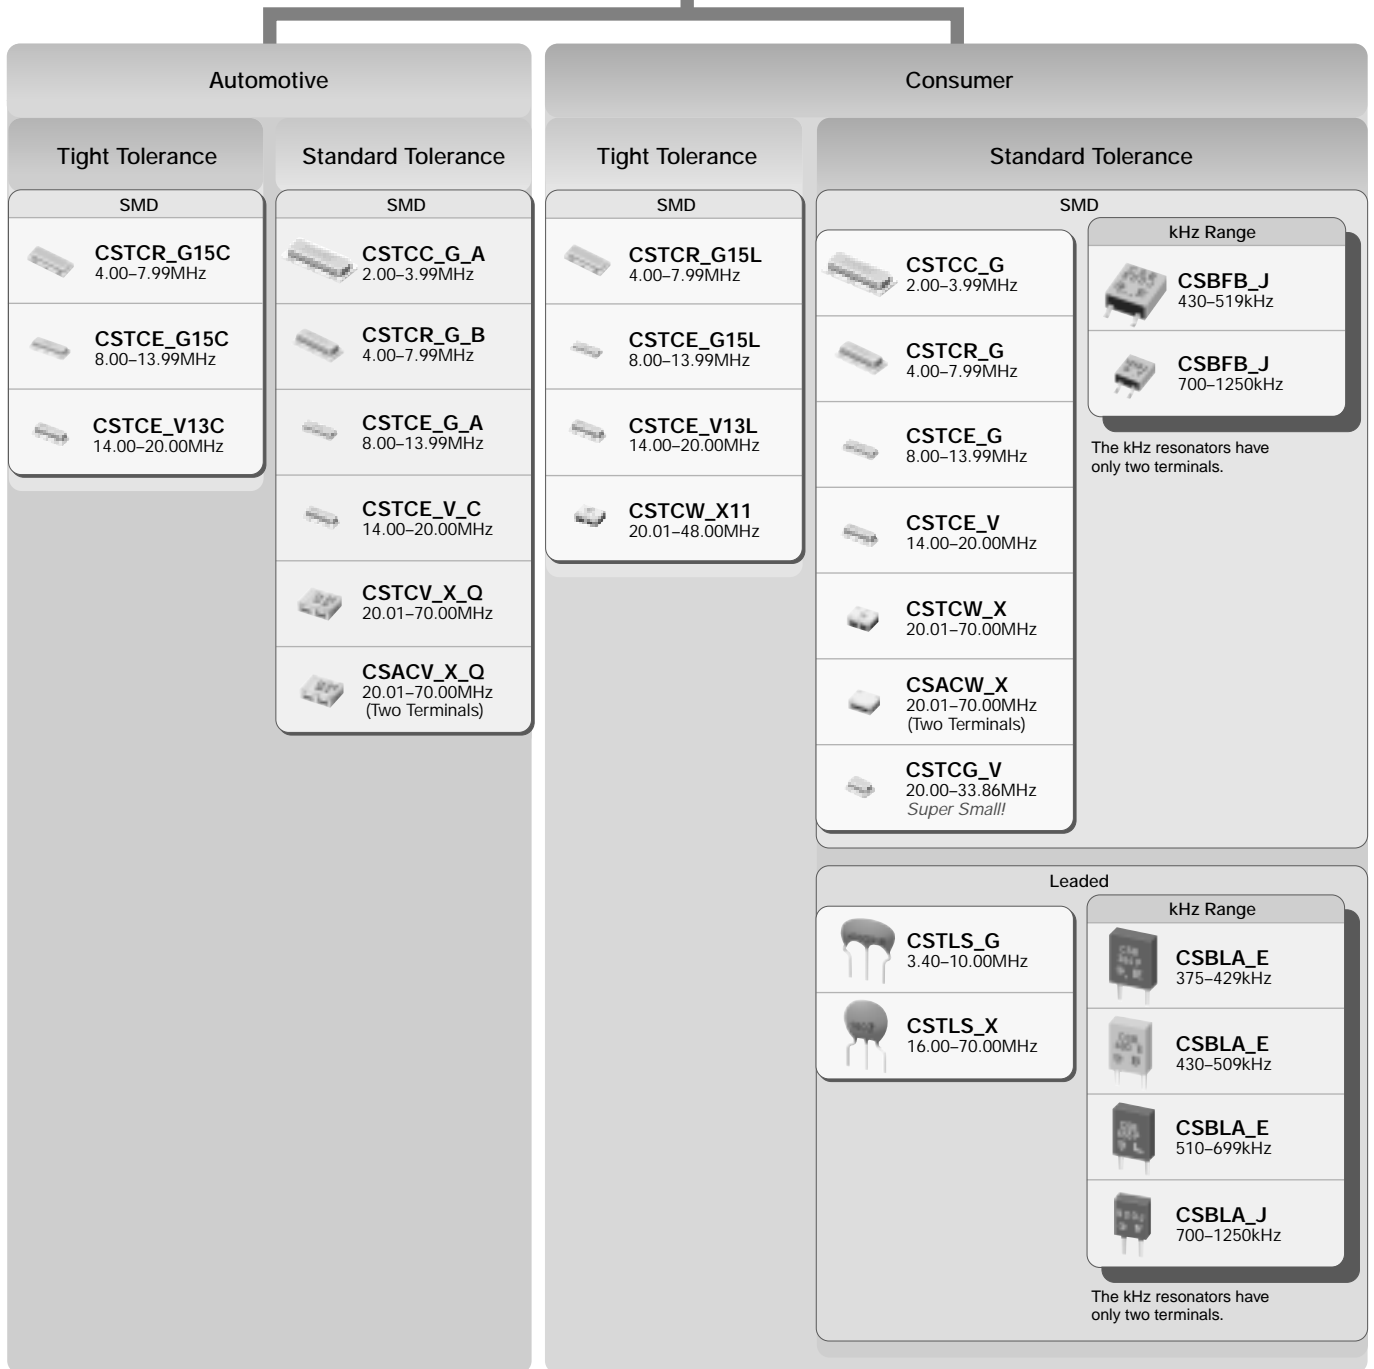 Automotive
Consumer
Tight Tolerance
Standard Tolerance
Tight Tolerance
Standard Tolerance
SMD
CSTCR_G15C
4.00–7.99MHz
CSTCE_G15C
8.00–13.99MHz
CSTCE_V13C
14.00–20.00MHz
SMD
CSTCC_G_A
2.00–3.99MHz
CSTCR_G_B
4.00–7.99MHz
CSTCE_G_A
8.00–13.99MHz
CSTCE_V_C
14.00–20.00MHz
CSTCV_X_Q
20.01–70.00MHz
CSACV_X_Q
20.01–70.00MHz
(Two Terminals)
SMD
CSTCR_G15L
4.00–7.99MHz
CSTCE_G15L
8.00–13.99MHz
CSTCE_V13L
14.00–20.00MHz
CSTCW_X11
20.01–48.00MHz
SMD
CSTCC_G
2.00–3.99MHz
CSTCR_G
4.00–7.99MHz
CSTCE_G
8.00–13.99MHz
CSTCE_V
14.00–20.00MHz
CSTCW_X
20.01–70.00MHz
CSACW_X
20.01–70.00MHz
(Two Terminals)
CSTCG_V
20.00–33.86MHz
Super Small!
kHz Range
CSBFB_J
430–519kHz
CSBFB_J
700–1250kHz
The kHz resonators have
only two terminals.
Leaded
CSTLS_G
3.40–10.00MHz
CSTLS_X
16.00–70.00MHz
kHz Range
CSBLA_E
375–429kHz
CSBLA_E
430–509kHz
CSBLA_E
510–699kHz
CSBLA_J
700–1250kHz
The kHz resonators have
only two terminals.